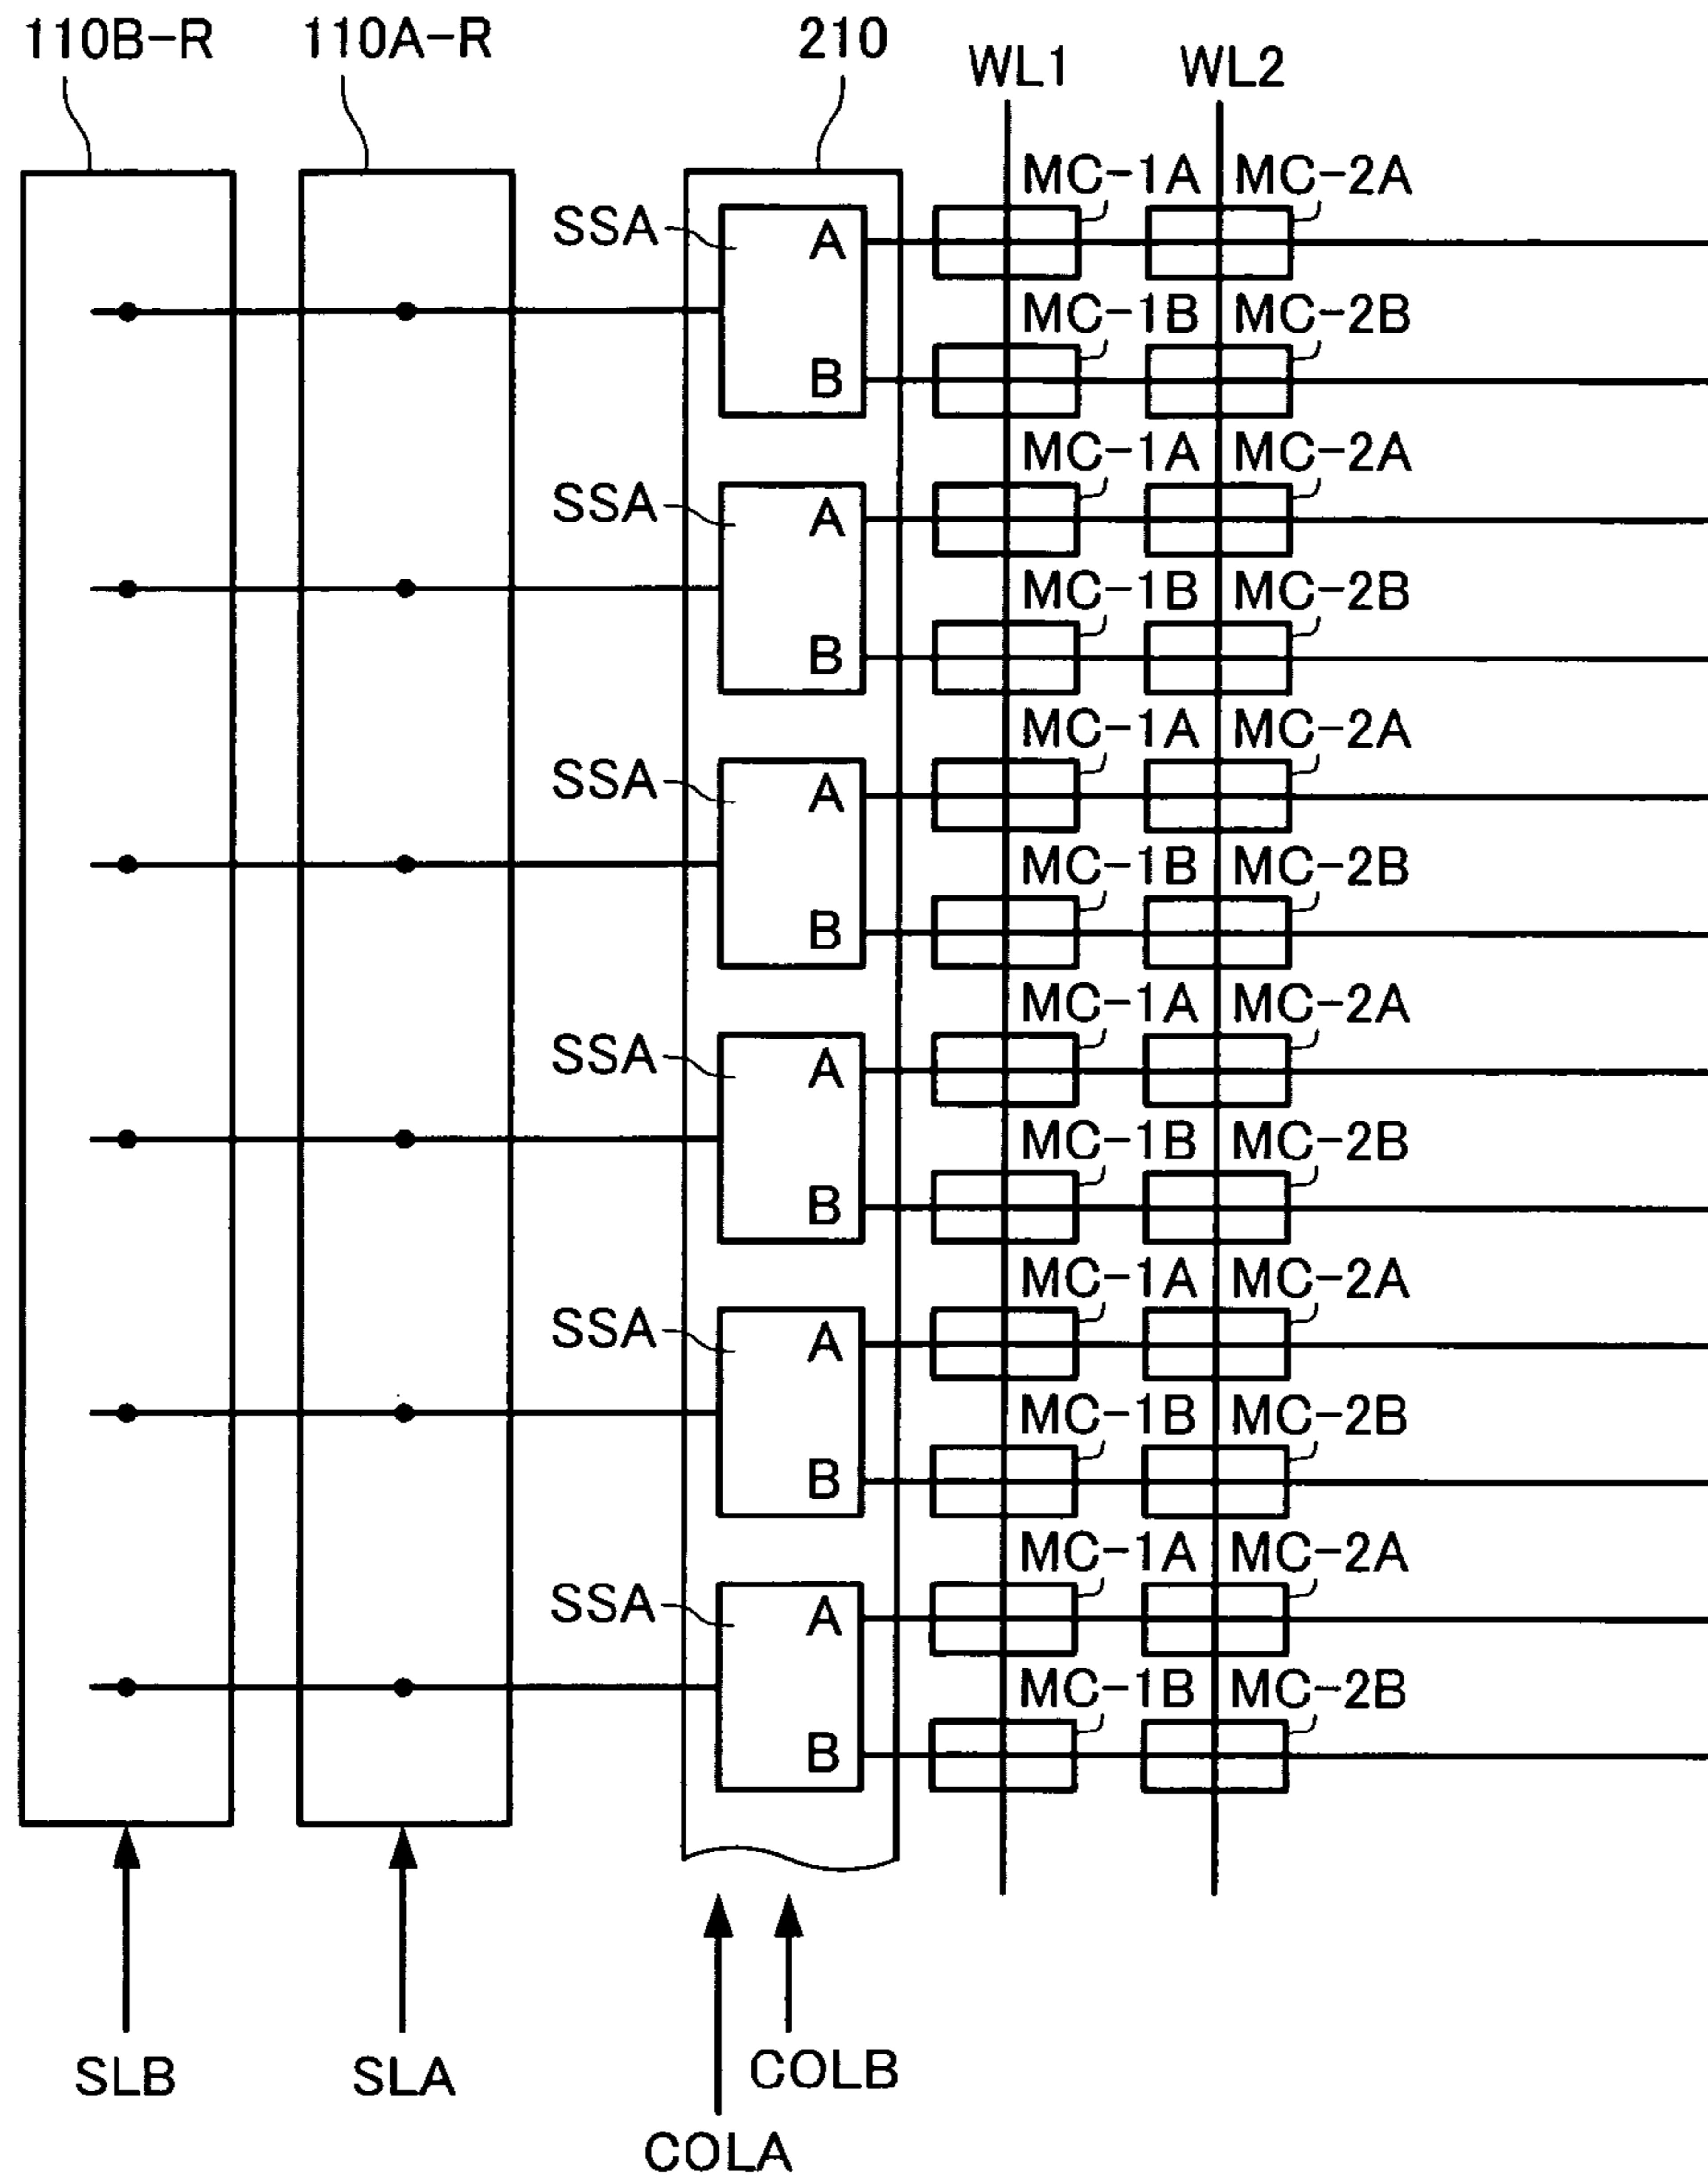 110B-R 110A-R 210 WL1 WL2
MC-1A MC-2A
SSA A
MC-1B MC-2B
B
MC-1A MC-2A
SSA A
MC-1B MC-2B
B
MC-1A MC-2A
SSA A
MC-1B MC-2B
B
MC-1A MC-2A
SSA A
MC-1B MC-2B
B
MC-1A MC-2A
SSA A
MC-1B MC-2B
B
MC-1A MC-2A
SSA A
MC-1B MC-2B
B
SLB SLA COLB
COLA